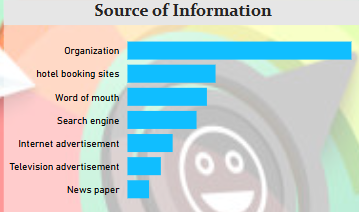 Source of Information
Organization
hotel booking sites
Word of mouth
Search engine
Internet advertisement
Television advertisement
News paper